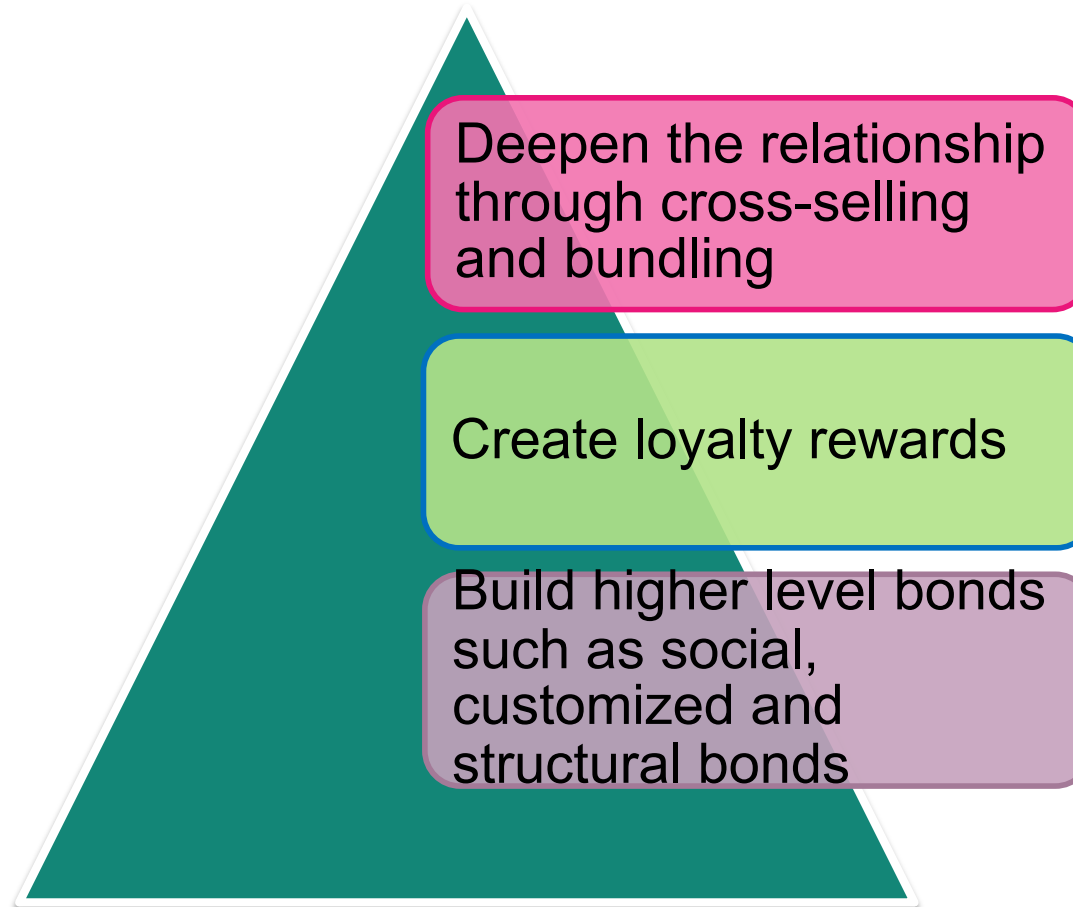 Deepen the relationship
through cross-selling
and bundling
Create loyalty rewards
Build higher level bonds
such as social,
customized and
structural bonds